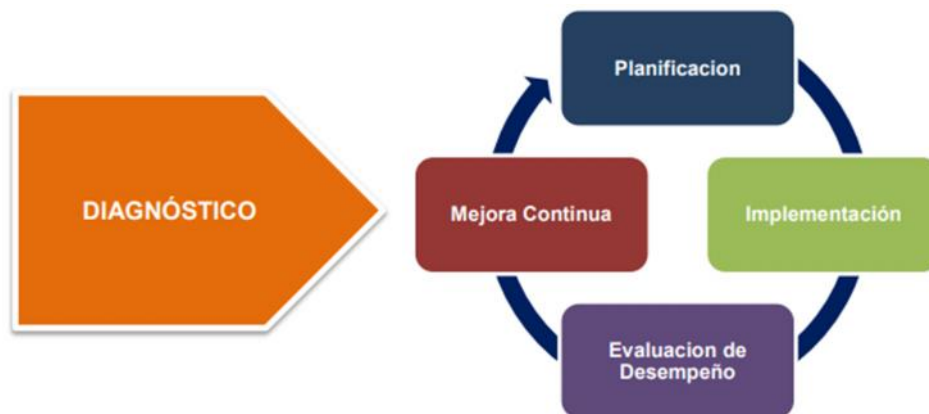 DIAGNÓSTICO
Planificacion
Implementación
Evaluacion de
Desempeño
Mejora Continua